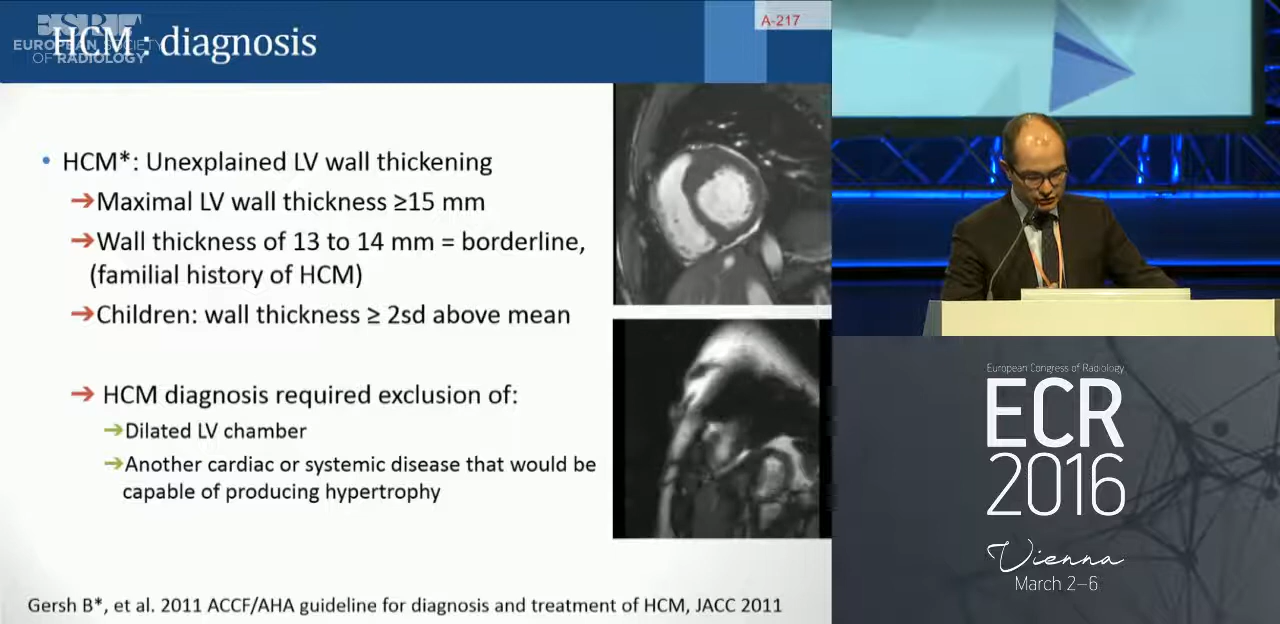 HCM : diagnosis
ESR
EUROPEAN SOCIETY
OF RADIOLOGY
A-217
• HCM*: Unexplained LV wall thickening
➔Maximal LV wall thickness ≥15 mm
➔Wall thickness of 13 to 14 mm = borderline,
(familial history of HCM)
➔Children: wall thickness ≥ 2sd above mean
➔ HCM diagnosis required exclusion of:
➔Dilated LV chamber
➔Another cardiac or systemic disease that would be
capable of producing hypertrophy
Gersh B*, et al. 2011 ACCF/AHA guideline for diagnosis and treatment of HCM, JACC 2011
European Congress of Radiology
ECR
2016
Vienna
March 2–6